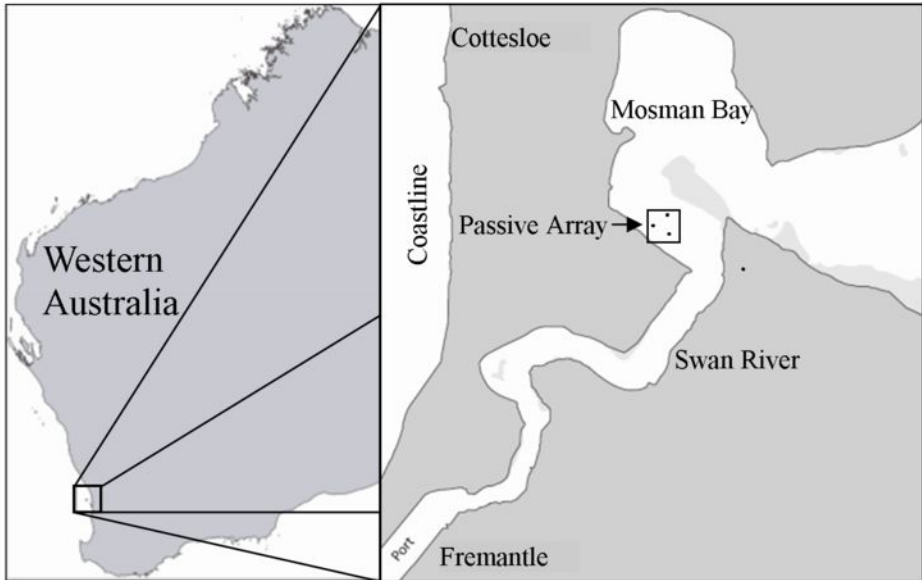 Western
Australia
Cottesloe
Mosman Bay
Passive Array
Coastline
Swan River
Port
Fremantle